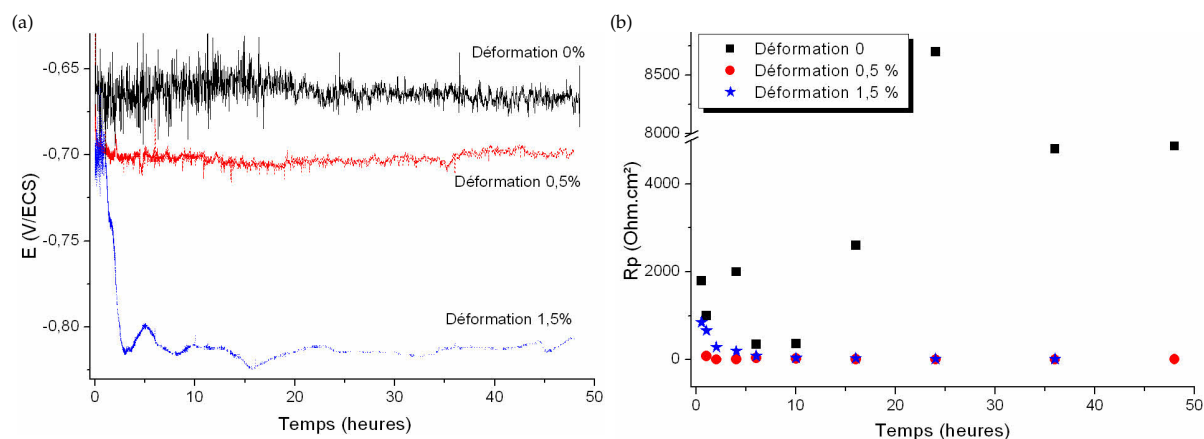 (a)
Déformation 0%
Déformation 0,5%
Déformation 1,5%
-0,65
-0,70
-0,75
-0,80
E (V/ECS)
0 10 20 30 40 50
Temps (heures)
(b)
Déformation 0
Déformation 0,5 %
Déformation 1,5 %
8500
8000
4000
2000
0
Rp (Ohm.cm²)
0 10 20 30 40 50
Temps (heures)